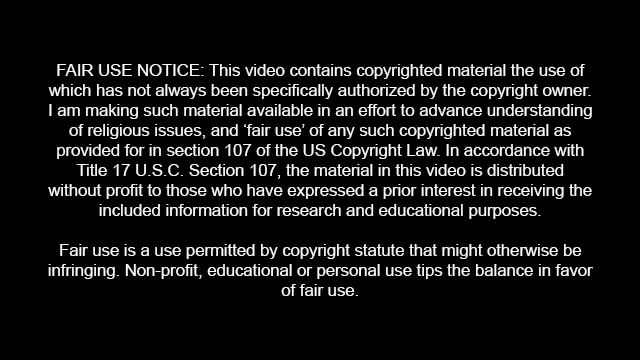 FAIR USE NOTICE: This video contains copyrighted material the use of
which has not always been specifically authorized by the copyright owner.
I am making such material available in an effort to advance understanding
of religious issues, and ‘fair use’ of any such copyrighted material as
provided for in section 107 of the US Copyright Law. In accordance with
Title 17 U.S.C. Section 107, the material in this video is distributed
without profit to those who have expressed a prior interest in receiving the
included information for research and educational purposes.
Fair use is a use permitted by copyright statute that might otherwise be
infringing. Non-profit, educational or personal use tips the balance in favor
of fair use.